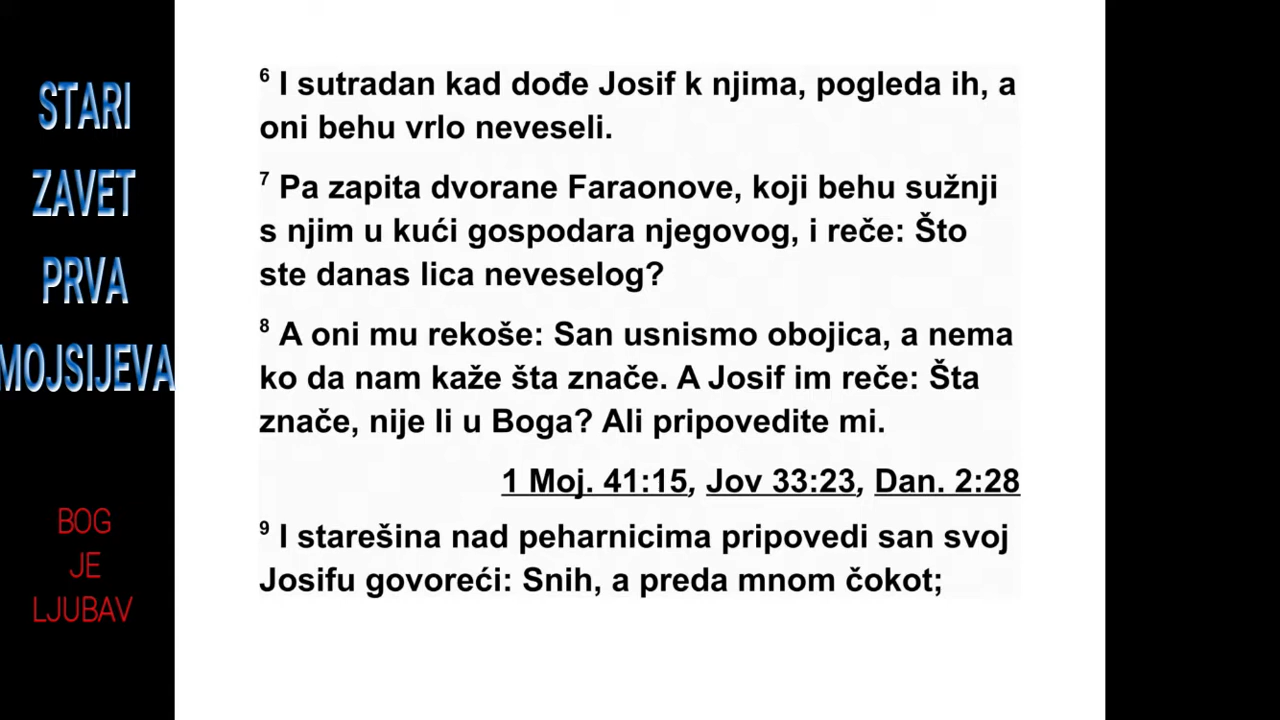 STARI
ZAVET
PRVA
MOJSIJEVA
BOG
JE
LJUBAV
6 I sutradan kad dođe Josif k njima, pogleda ih, a
oni behu vrlo neveseli.
7 Pa zapita dvorane Faraonove, koji behu sužnji
s njim u kući gospodara njegovog, i reče: Što
ste danas lica neveselog?
8 A oni mu rekoše: San usnismo obojica, a nema
ko da nam kaže šta znače. A Josif im reče: Šta
znače, nije li u Boga? Ali pripovedite mi.
1 Moj. 41:15, Jov 33:23, Dan. 2:28
9 I starešina nad peharnicima pripovedi san svoj
Josifu govoreći: Snih, a preda mnom čokot;